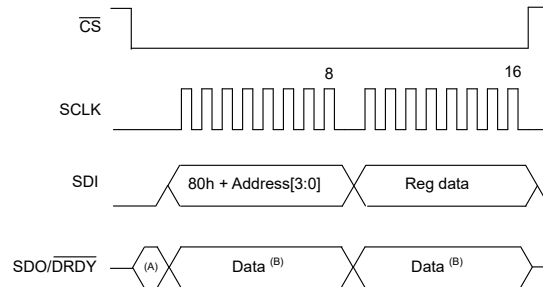 CS
8
16
SCLK
SDI
80h + Address[3:0]
Reg data
SDO/DRDY
(A)
Data (B)
Data (B)